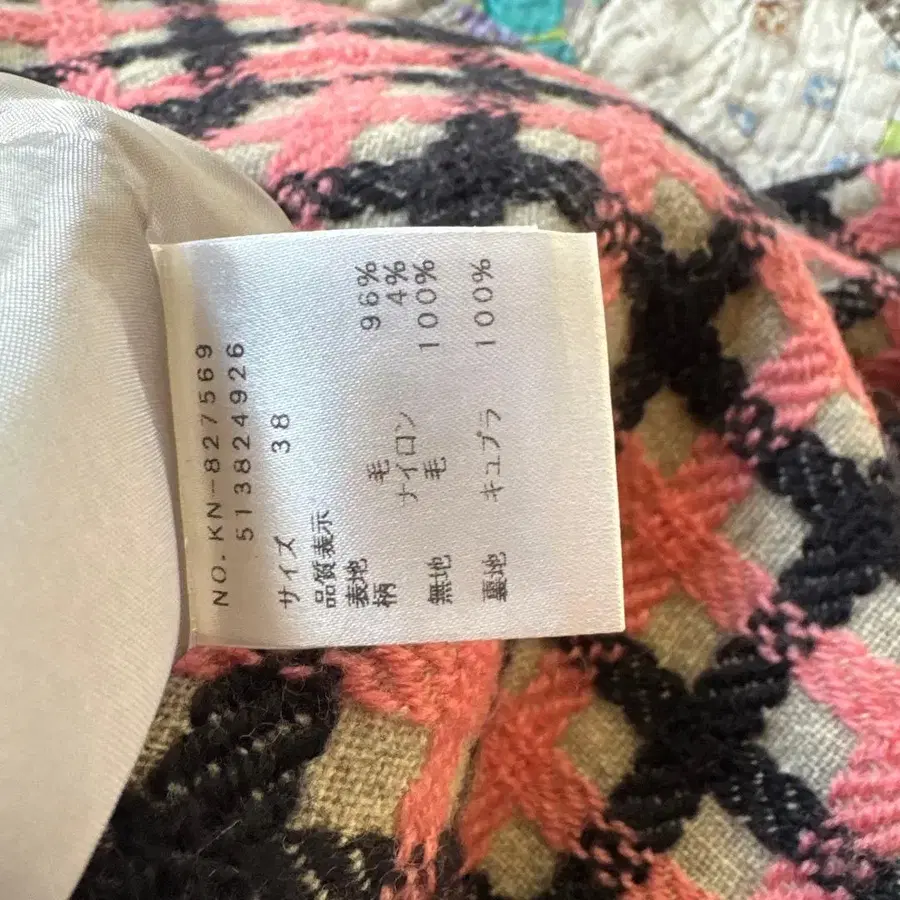 NO. KN-827569
513824926
サイズ 38
品質表示
表地
柄 毛 96%
ナイロン 4%
無地 毛 100%
裏地 キュプラ 100%